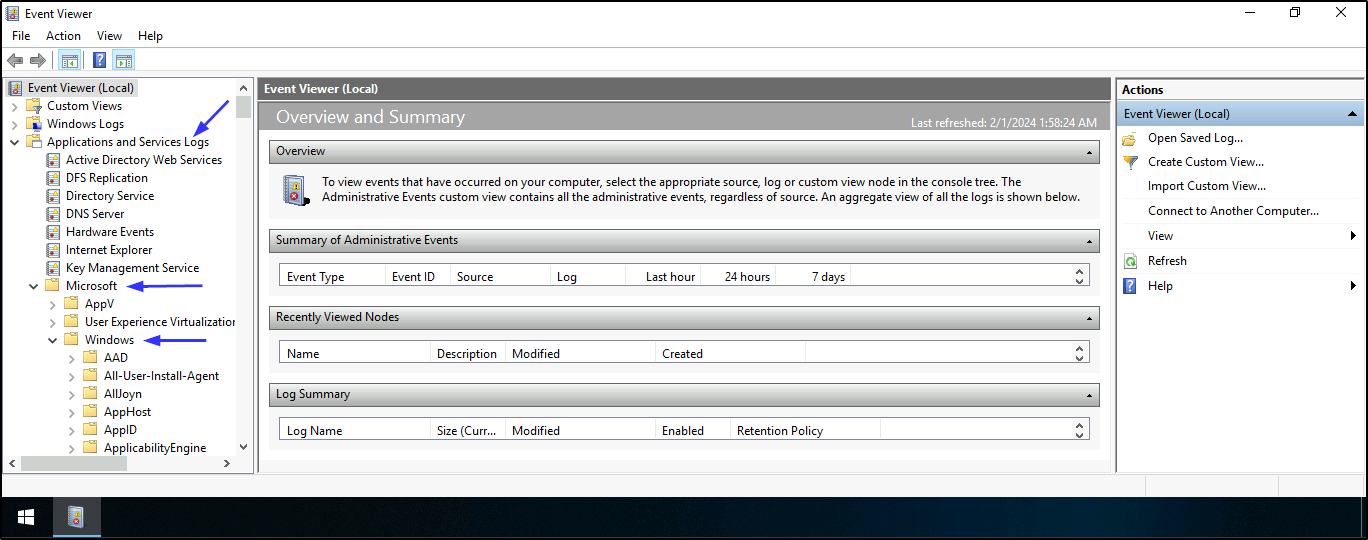 Event Viewer
File Action View Help
Event Viewer (Local)
Custom Views
Windows Logs
Applications and Services Logs
Active Directory Web Services
DFS Replication
Directory Service
DNS Server
Hardware Events
Internet Explorer
Key Management Service
Microsoft
AppV
User Experience Virtualization
Windows
AAD
All-User-Install-Agent
AllJoyn
AppHost
AppID
ApplicabilityEngine
Event Viewer (Local)
Overview and Summary
Last refreshed: 2/1/2024 1:58:24 AM
Overview
To view events that have occurred on your computer, select the appropriate source, log or custom view node in the console tree. The
Administrative Events custom view contains all the administrative events, regardless of source. An aggregate view of all the logs is shown below.
Summary of Administrative Events
Event Type Event ID Source Log Last hour 24 hours 7 days
Recently Viewed Nodes
Name Description Modified Created
Log Summary
Log Name Size (Curr... Modified Enabled Retention Policy
Actions
Event Viewer (Local)
Open Saved Log...
Create Custom View...
Import Custom View...
Connect to Another Computer...
View
Refresh
Help